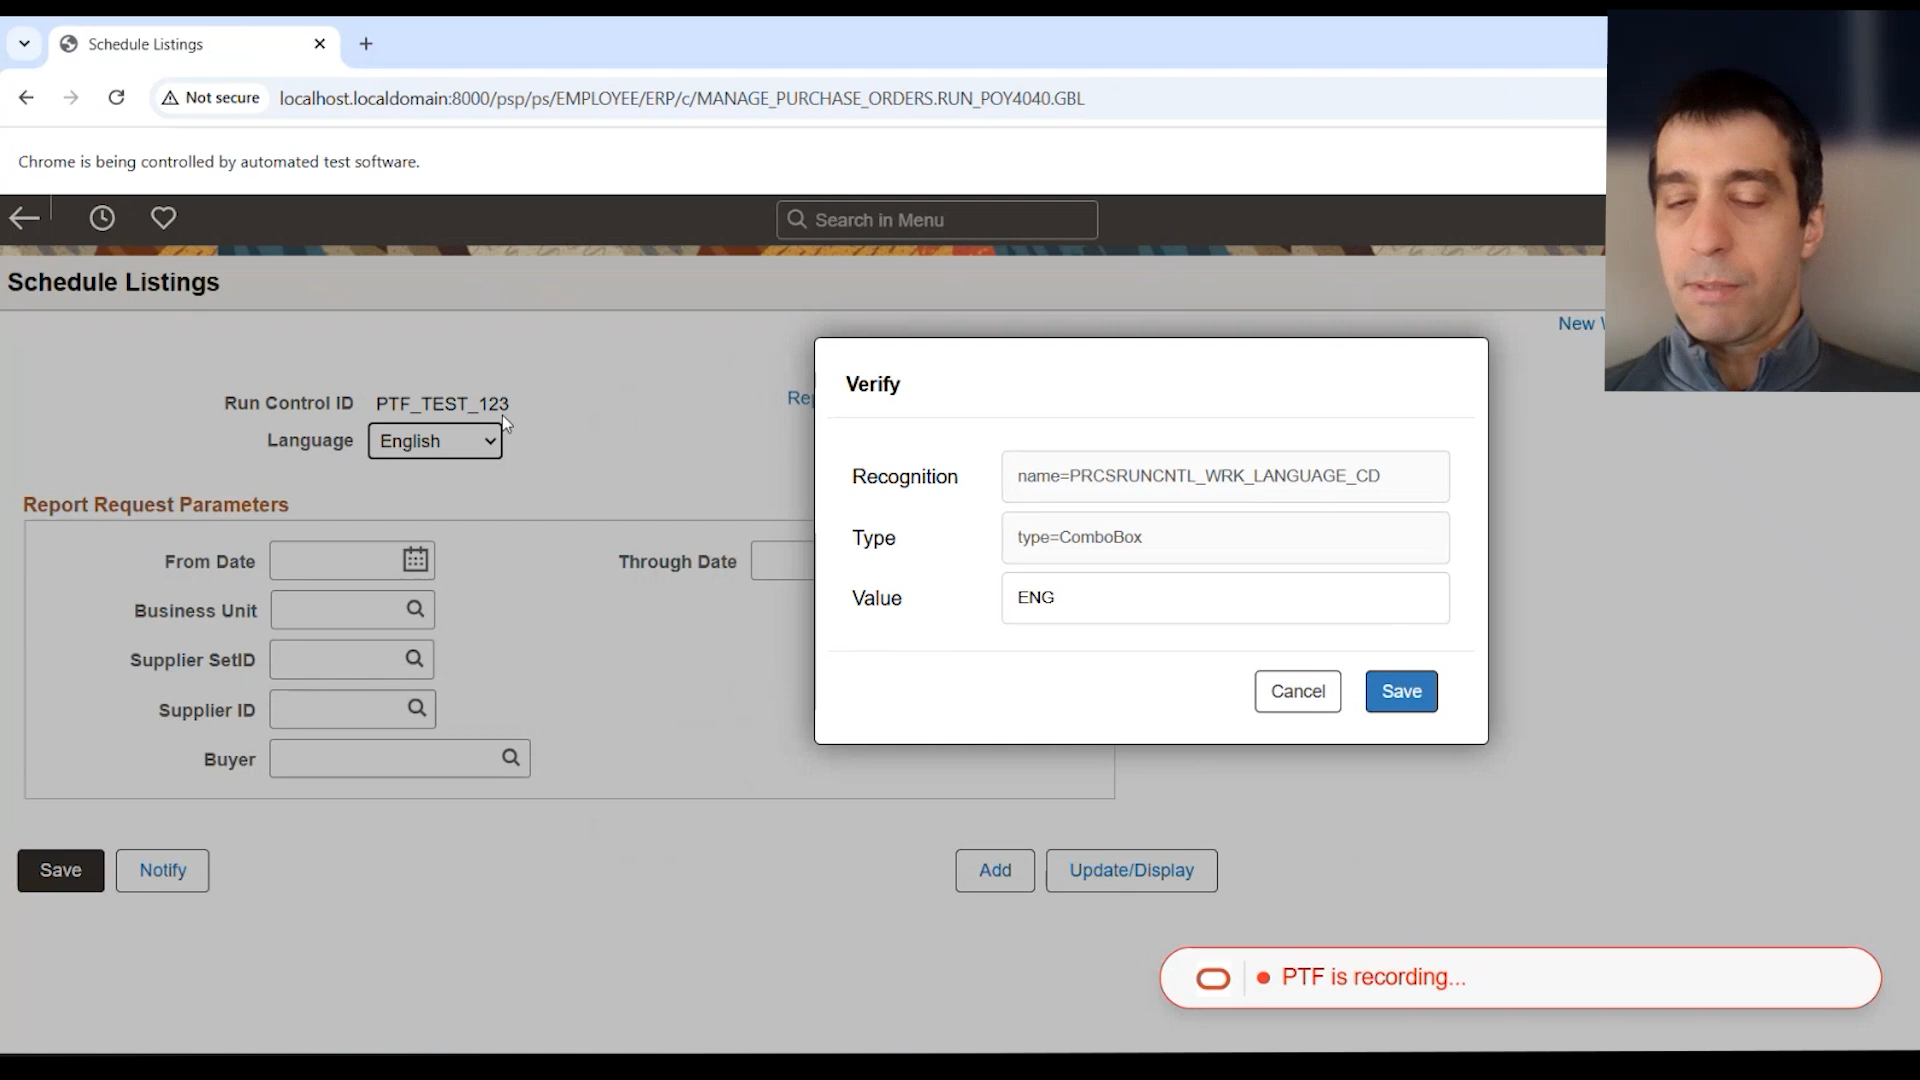 Schedule Listings
Not secure
localhost.localdomain:8000/psp/ps/EMPLOYEE/ERP/c/MANAGE_PURCHASE_ORDERS.RUN_POY4040.GBL
Chrome is being controlled by automated test software.
Search in Menu
Schedule Listings
New
Run Control ID PTF_TEST_123
Language English
Report Request Parameters
From Date
Through Date
Business Unit
Supplier SetID
Supplier ID
Buyer
Save
Notify
Add
Update/Display
Verify
Recognition name=PRCSRUNCNTL_WRK_LANGUAGE_CD
Type type=ComboBox
Value ENG
Cancel
Save
PTF is recording...